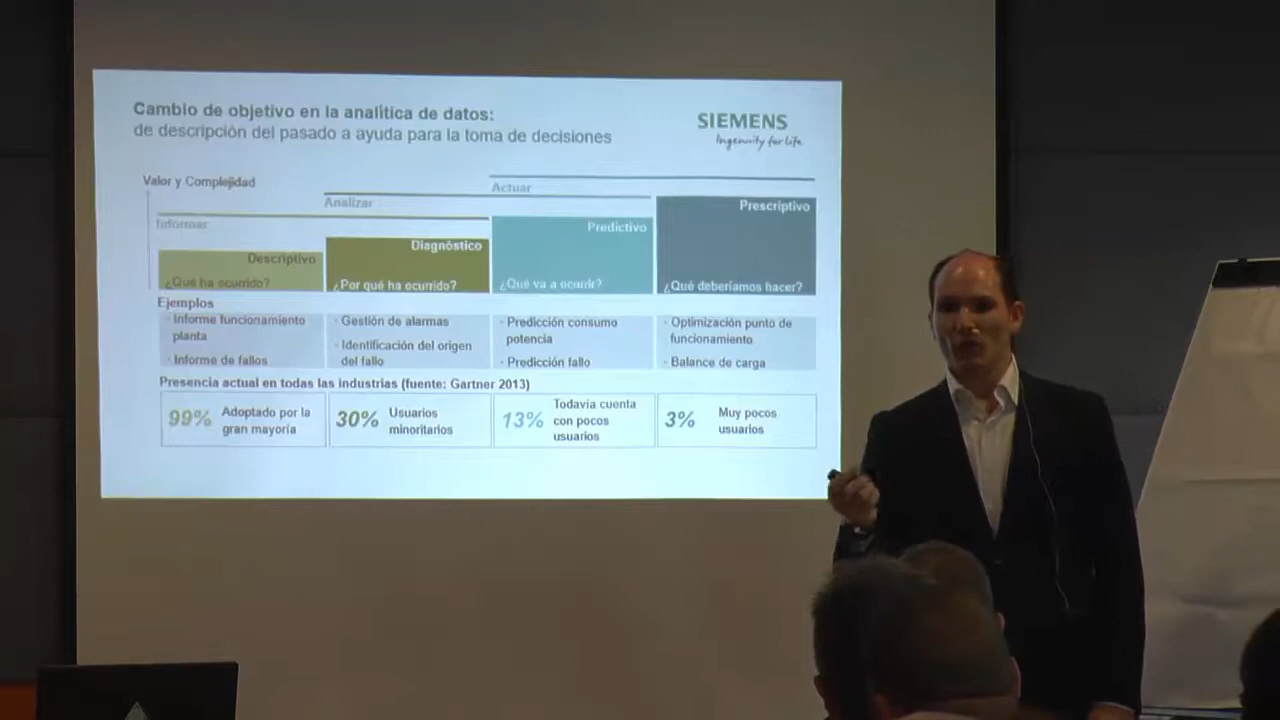 Cambio de objetivo en la analítica de datos:
de descripción del pasado a ayuda para la toma de decisiones
SIEMENS
Ingenuity for life
Valor y Complejidad
Actuar
Analizar
Informar
Prescriptivo
Predictivo
Diagnóstico
Descriptivo
¿Qué ha ocurrido?
¿Por qué ha ocurrido?
¿Qué va a ocurrir?
¿Qué deberíamos hacer?
Ejemplos
- Informe funcionamiento
planta
- Informe de fallos
- Gestión de alarmas
- Identificación del origen
del fallo
- Predicción consumo
potencia
- Predicción fallo
- Optimización punto de
funcionamiento
- Balance de carga
Presencia actual en todas las industrias (fuente: Gartner 2013)
99%
Adoptado por la
gran mayoría
30%
Usuarios
minoritarios
13%
Todavía cuenta
con pocos
usuarios
3%
Muy pocos
usuarios